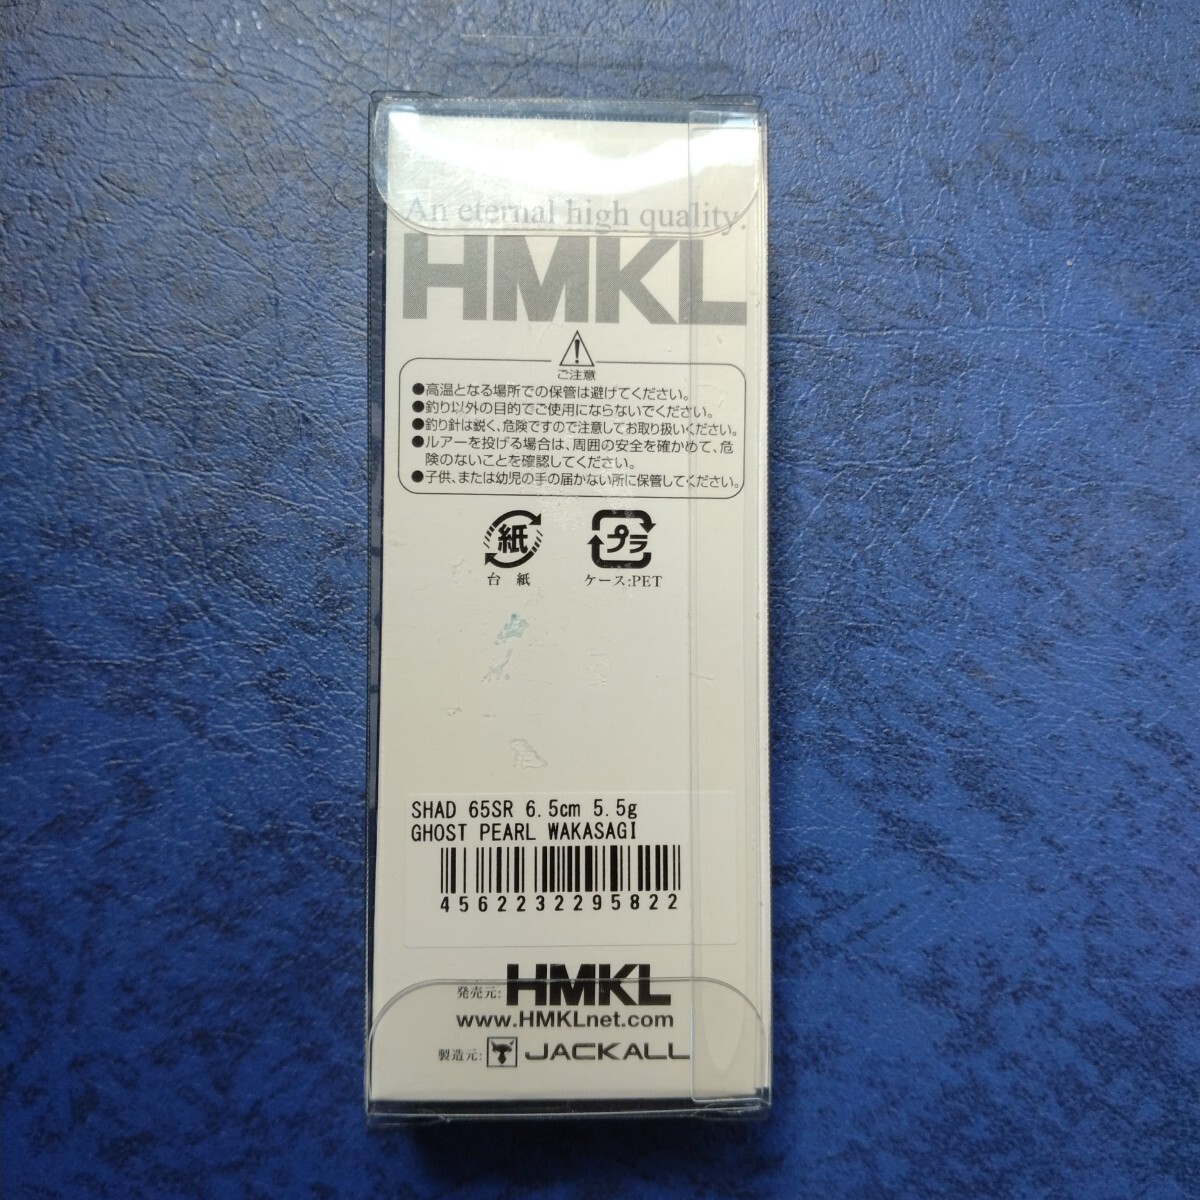 An eternal high quality.
HMKL
ご注意
●高温となる場所での保管は避けてください。
●釣り以外の目的でご使用にならないでください。
●釣り針は鋭く、危険ですので注意してお取り扱いください。
●ルアーを投げる場合は、周囲の安全を確かめて、危
険のないことを確認してください。
●子供、または幼児の手の届かない所に保管してください。
紙 プラ
台 紙 ケース:PET
SHAD 65SR 6.5cm 5.5g
GHOST PEARL WAKASAGI
4562232295822
発売元: HMKL
www.HMKLnet.com
製造元: JACKALL